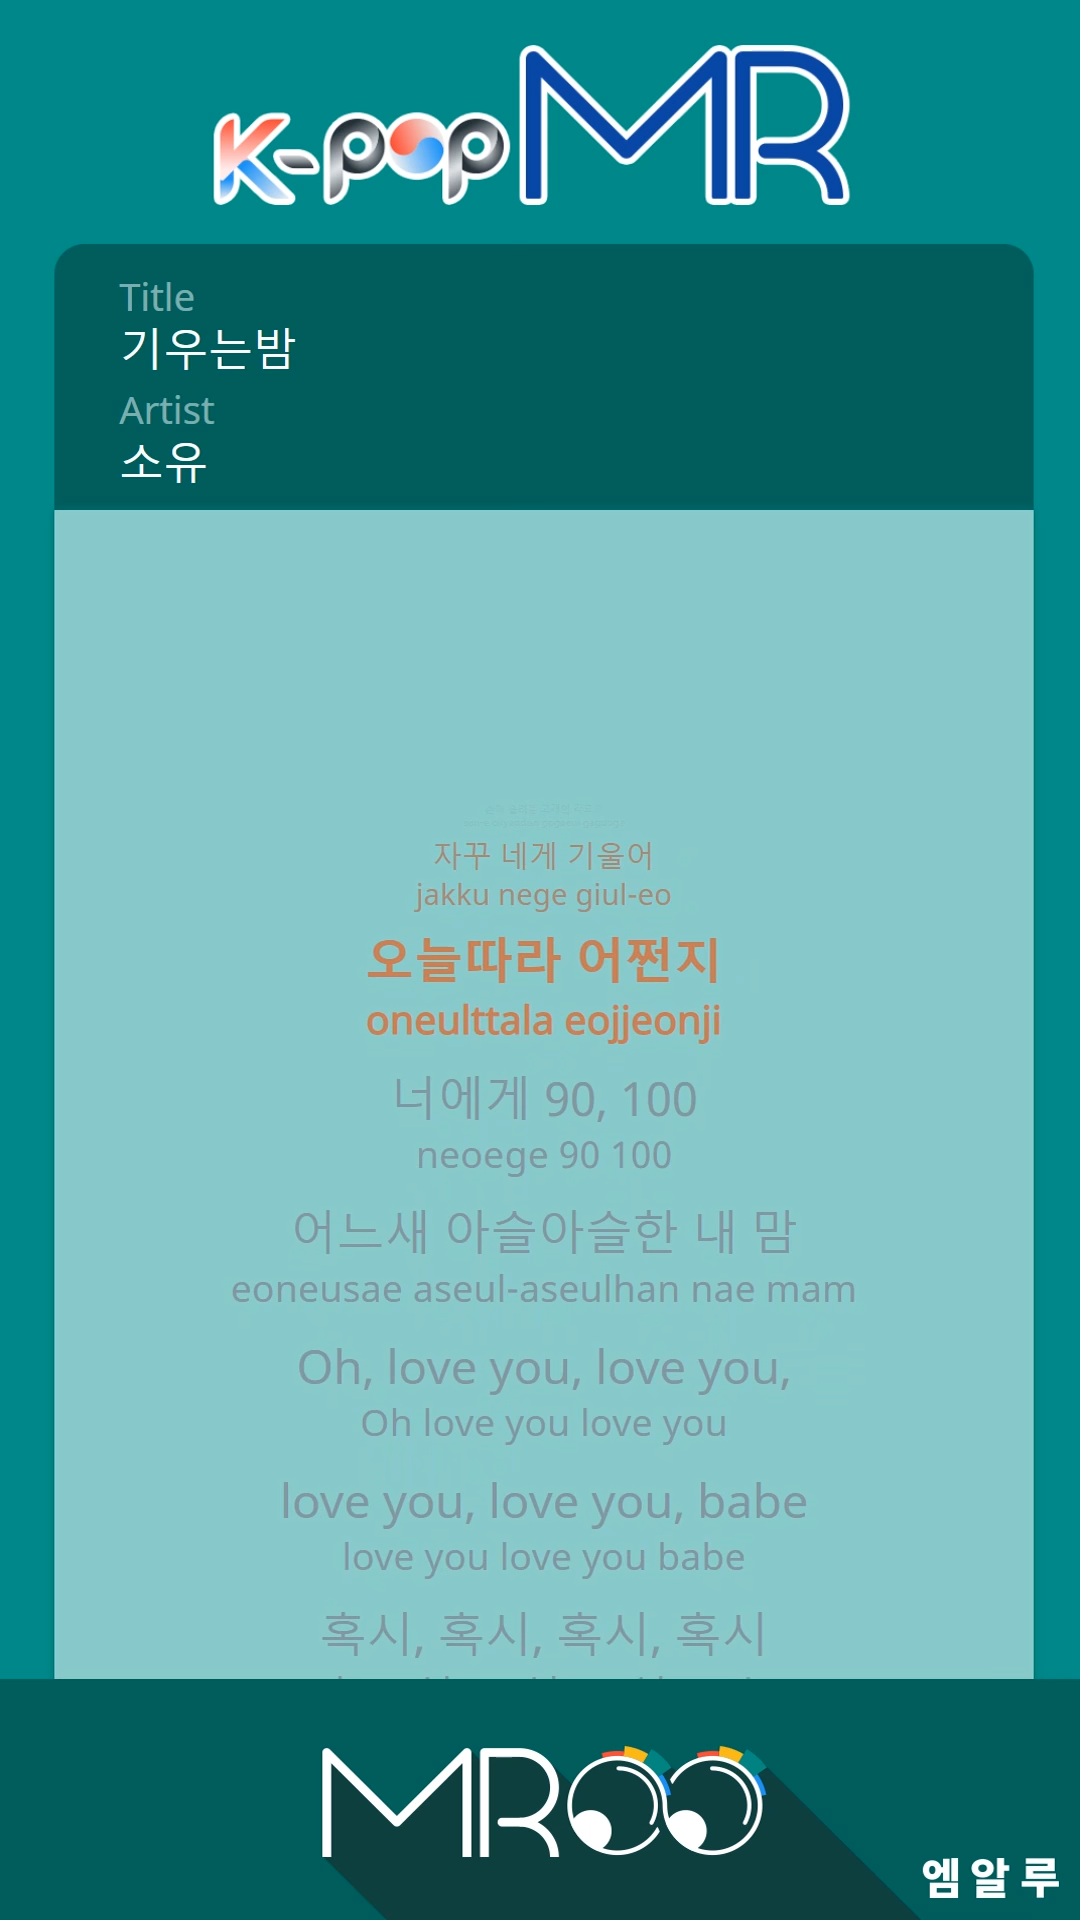 K-pop MR
Title
기우는밤
Artist
소유
자꾸 네게 기울어
jakku nege giul-eo
오늘따라 어쩐지
oneulttala eojjeonji
너에게 90, 100
neoege 90 100
어느새 아슬아슬한 내 맘
eoneusae aseul-aseulhan nae mam
Oh, love you, love you,
Oh love you love you
love you, love you, babe
love you love you babe
혹시, 혹시, 혹시, 혹시
MROO
엠알루